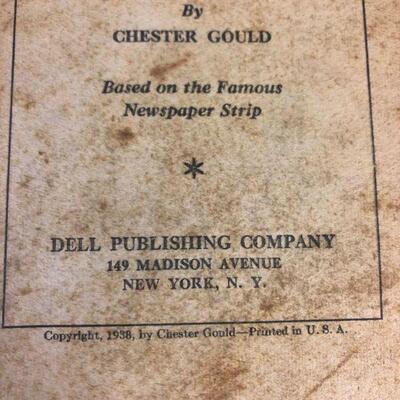 By
CHESTER GOULD
Based on the Famous
Newspaper Strip
*
DELL PUBLISHING COMPANY
149 MADISON AVENUE
NEW YORK, N. Y.
Copyright, 1938, by Chester Gould—Printed in U. S. A.